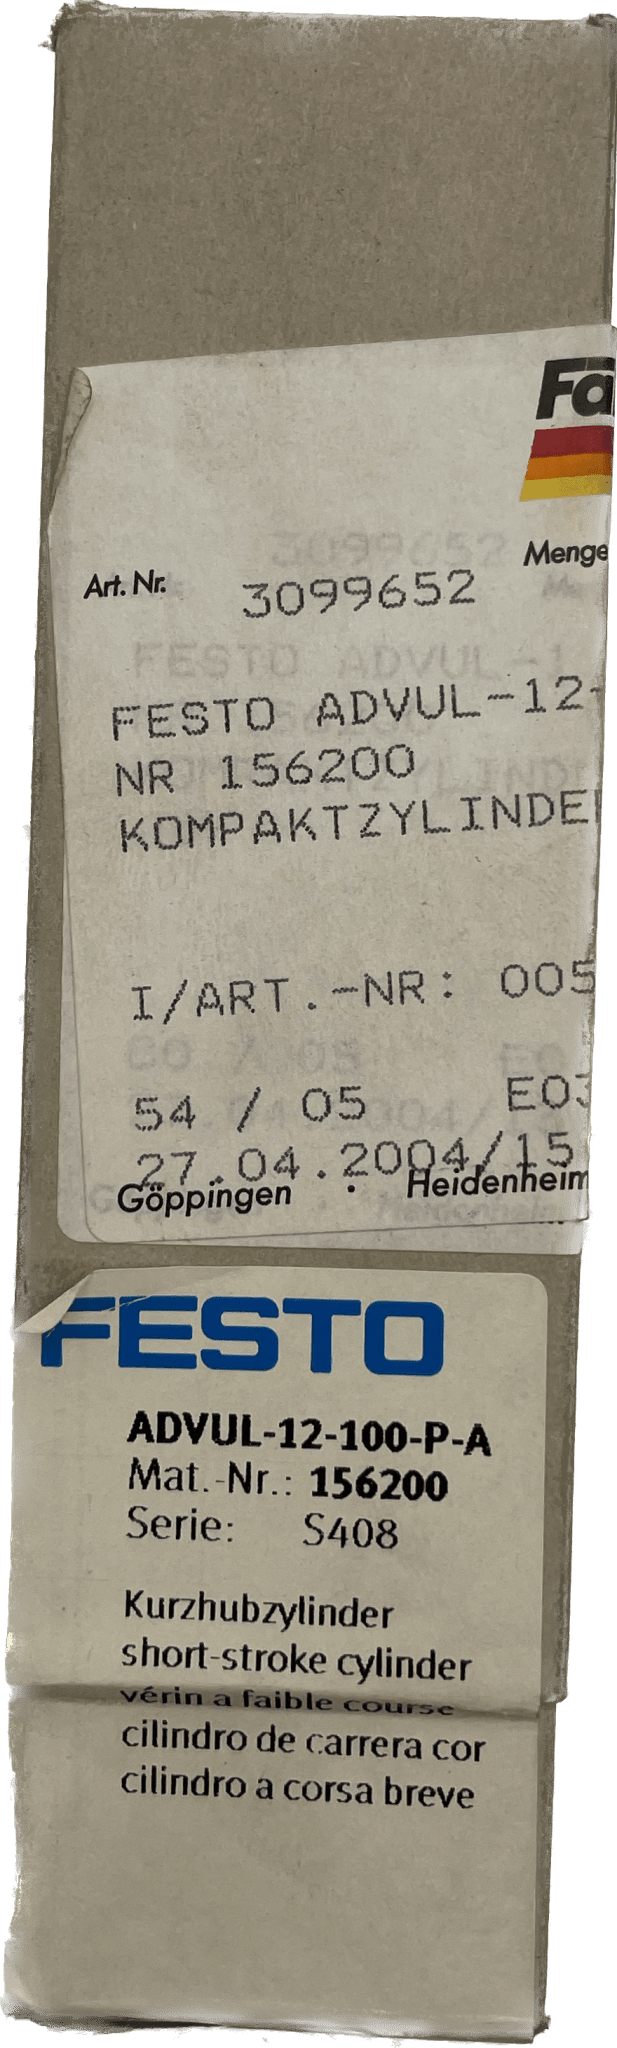 Fa
Menge
Art. Nr. 3099652
FESTO ADVUL-12-
NR 156200
KOMPAKTZYLINDE
I/ART.-NR: 005
54 / 05 E03
27.04.2004/15
Göppingen · Heidenheim
FESTO
ADVUL-12-100-P-A
Mat.-Nr.: 156200
Serie: S408
Kurzhubzylinder
short-stroke cylinder
vérin a faible course
cilindro de carrera cor
cilindro a corsa breve